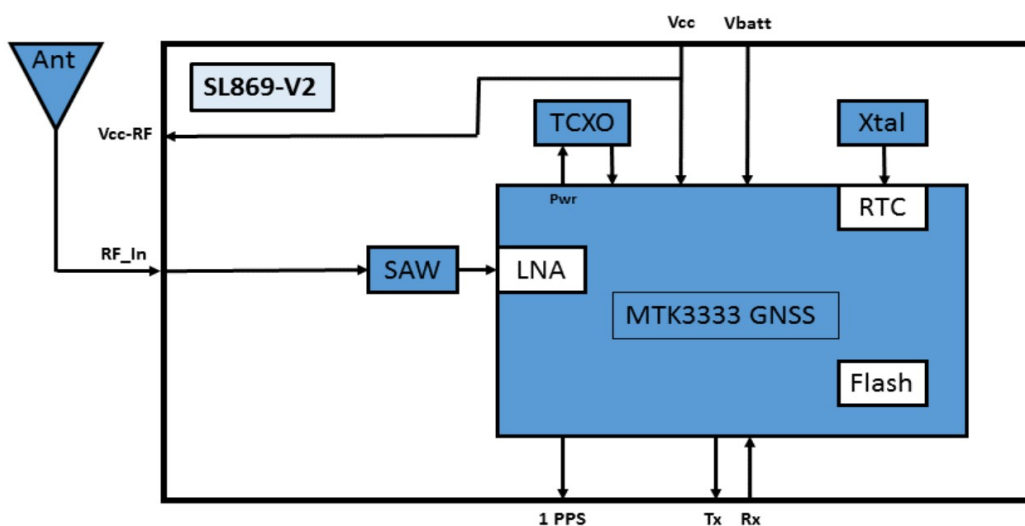 Vcc
Vbatt
Ant
SL869-V2
Vcc-RF
TCXO
Xtal
Pwr
RTC
RF_In
SAW
LNA
MTK3333 GNSS
Flash
1 PPS
Tx
Rx